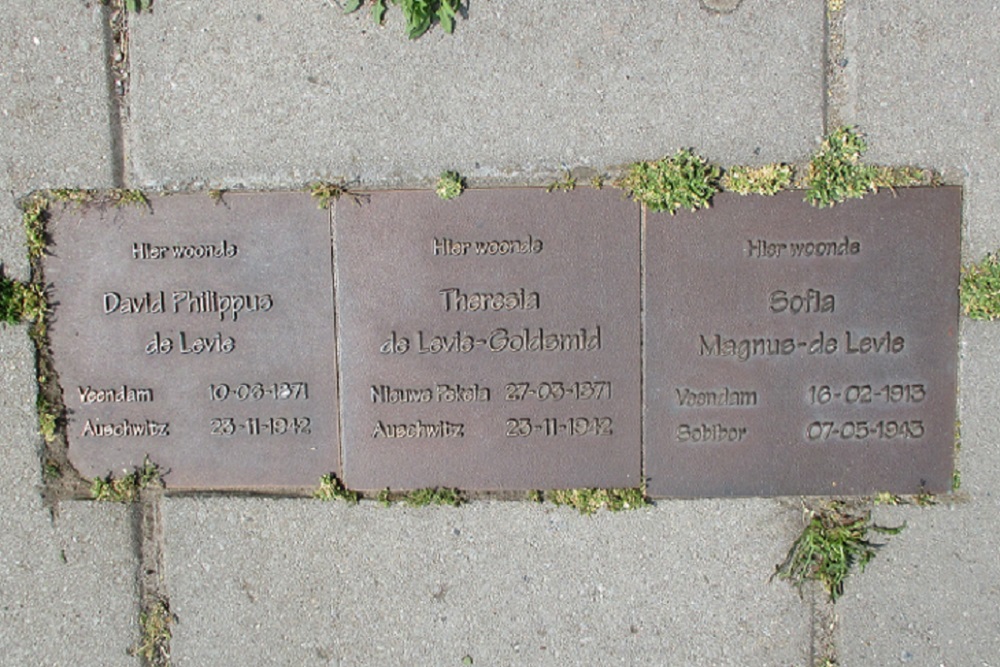 Hier woonde
David Philippus
de Levie
Veendam 10-03-1871
Auschwitz 23-11-1942
Hier woonde
Theresia
de Levie-Goldsmid
Nieuwe Pekela 27-03-1871
Auschwitz 23-11-1942
Hier woonde
Sofia
Magnus-de Levie
Veendam 16-02-1913
Sobibor 07-05-1943